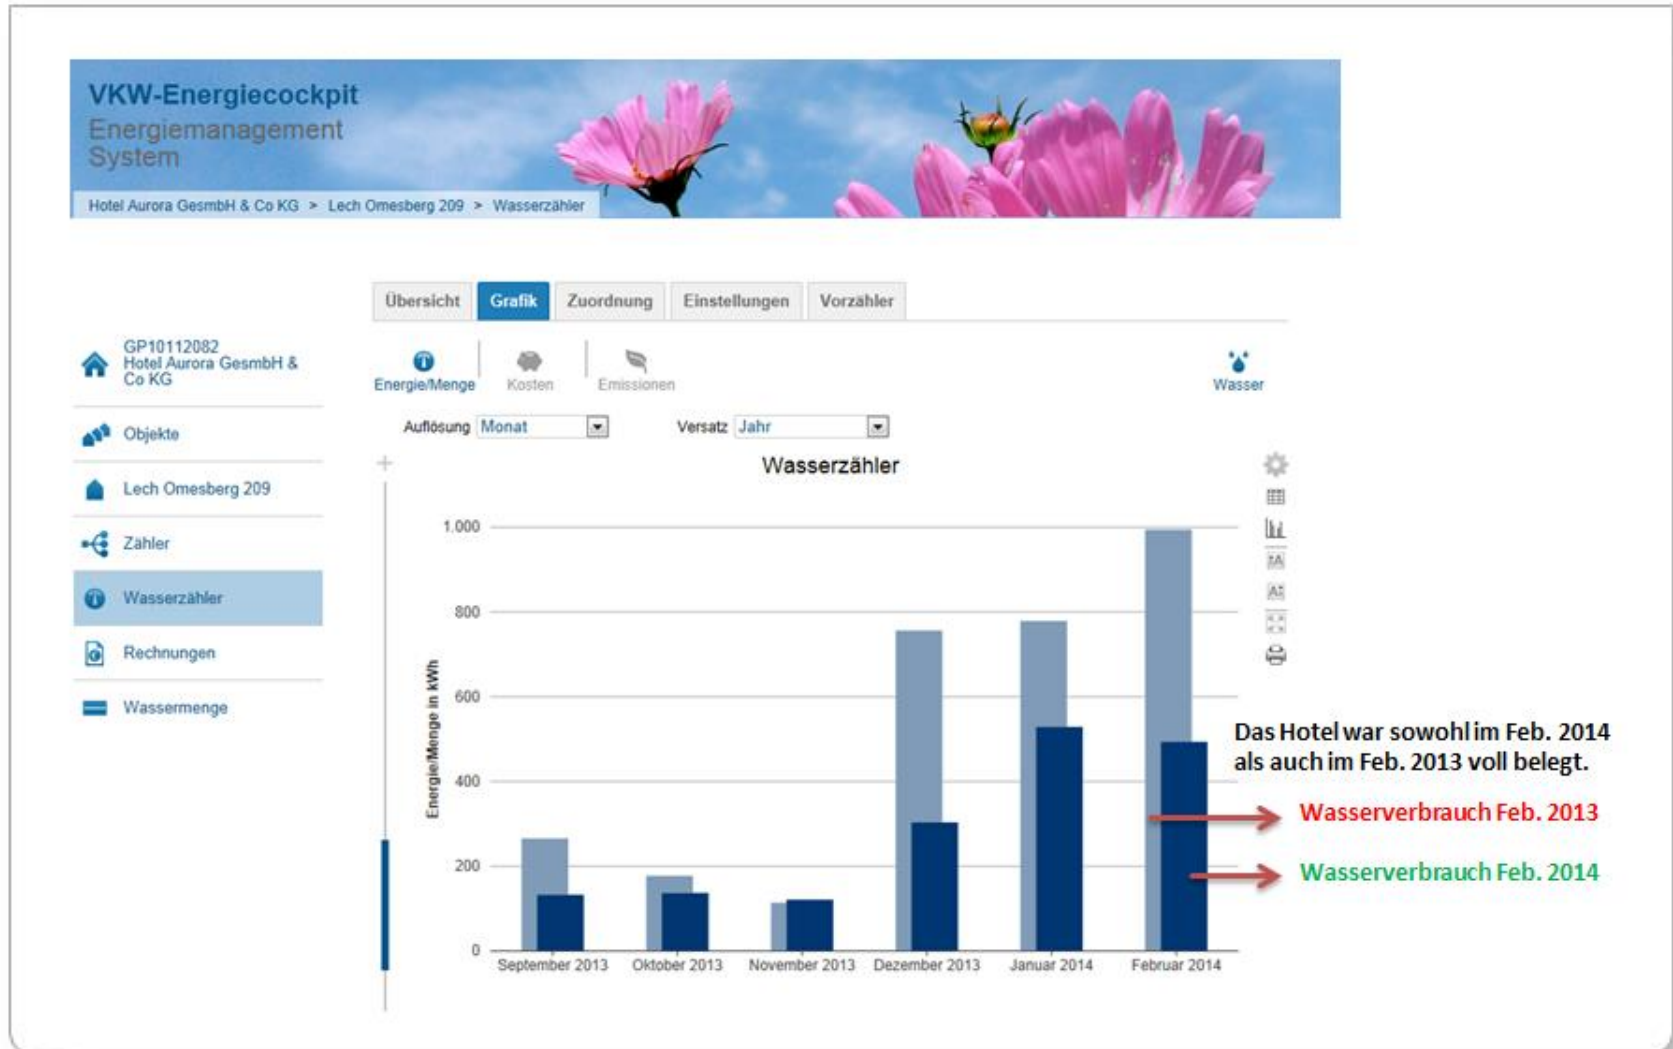 VKW-Energiecockpit
Energiemanagement
System
Hotel Aurora GesmbH & Co KG > Lech Omesberg 209 > Wasserzähler
Übersicht Grafik Zuordnung Einstellungen Vorzähler
GP10112082
Hotel Aurora GesmbH &
Co KG
Objekte
Lech Omesberg 209
Zähler
Wasserzähler
Rechnungen
Wassermenge
Energie/Menge Kosten Emissionen Wasser
Auflösung Monat Versatz Jahr
Wasserzähler
Energie/Menge in kWh
1.000
800
600
400
200
0
September 2013 Oktober 2013 November 2013 Dezember 2013 Januar 2014 Februar 2014
Das Hotel war sowohl im Feb. 2014
als auch im Feb. 2013 voll belegt.
Wasserverbrauch Feb. 2013
Wasserverbrauch Feb. 2014